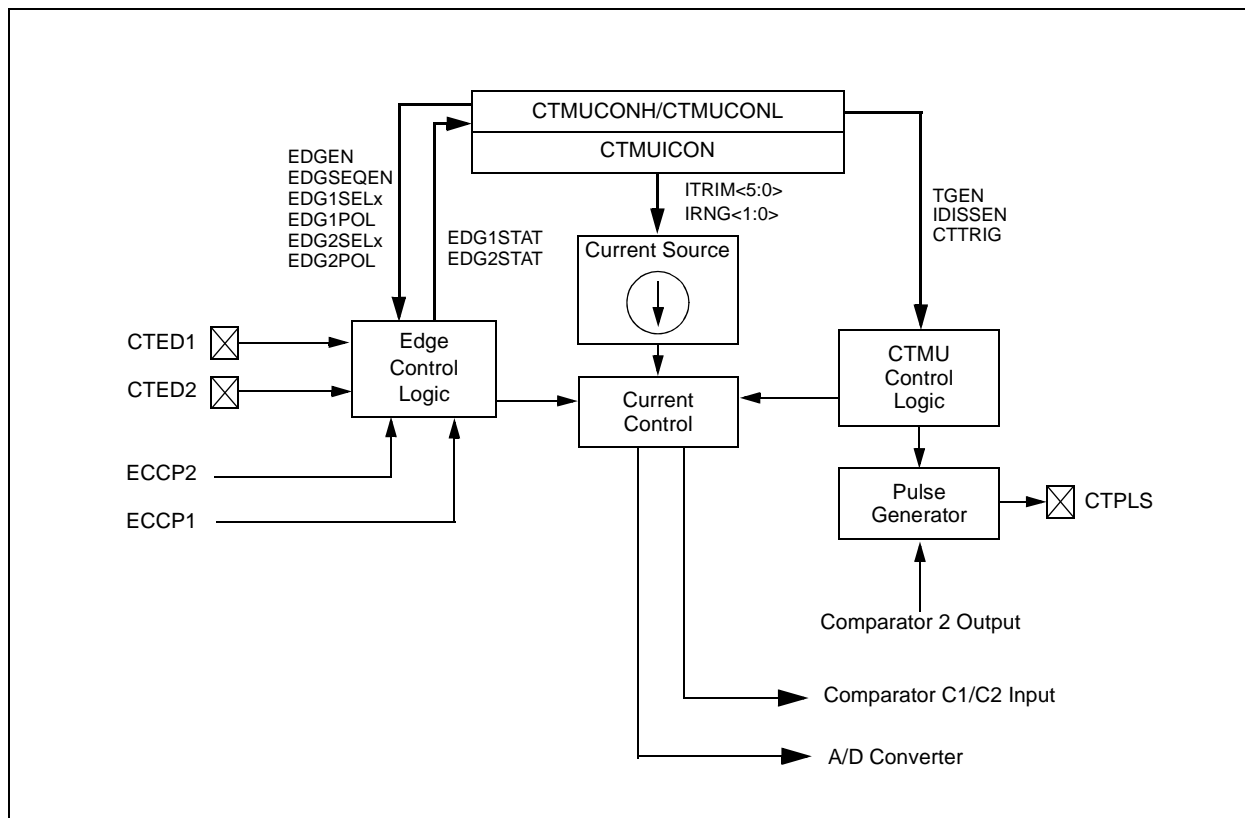 CTMUCONH/CTMUCONL
CTMUICON
EDGEN
EDGSEQEN
EDG1SELx
EDG1POL
EDG2SELx
EDG2POL
EDG1STAT
EDG2STAT
ITRIM<5:0>
IRNG<1:0>
TGEN
IDISSEN
CTTRIG
Current Source
CTED1
CTED2
Edge
Control
Logic
Current
Control
CTMU
Control
Logic
ECCP2
ECCP1
Pulse
Generator
CTPLS
Comparator 2 Output
Comparator C1/C2 Input
A/D Converter